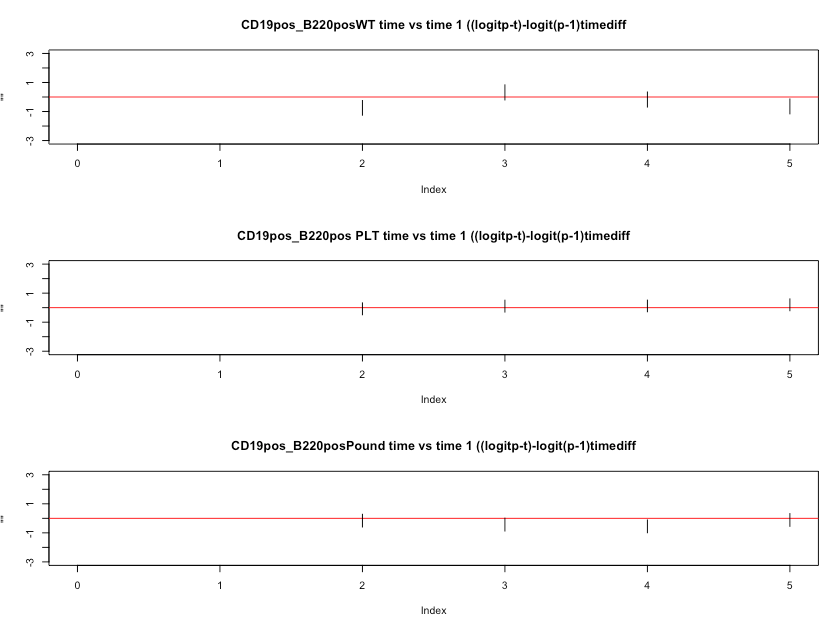 CD19pos_B220posWT time vs time 1 ((logitp-t)-logit(p-1)timediff
3
1
-1
-3
""
0 1 2 3 4 5
Index
CD19pos_B220pos PLT time vs time 1 ((logitp-t)-logit(p-1)timediff
3
1
-1
-3
""
0 1 2 3 4 5
Index
CD19pos_B220posPound time vs time 1 ((logitp-t)-logit(p-1)timediff
3
1
-1
-3
""
0 1 2 3 4 5
Index